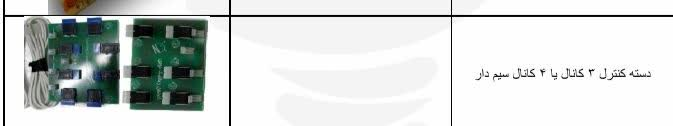 دسته کنترل ۳ کانال یا ۴ کانال سیم دار